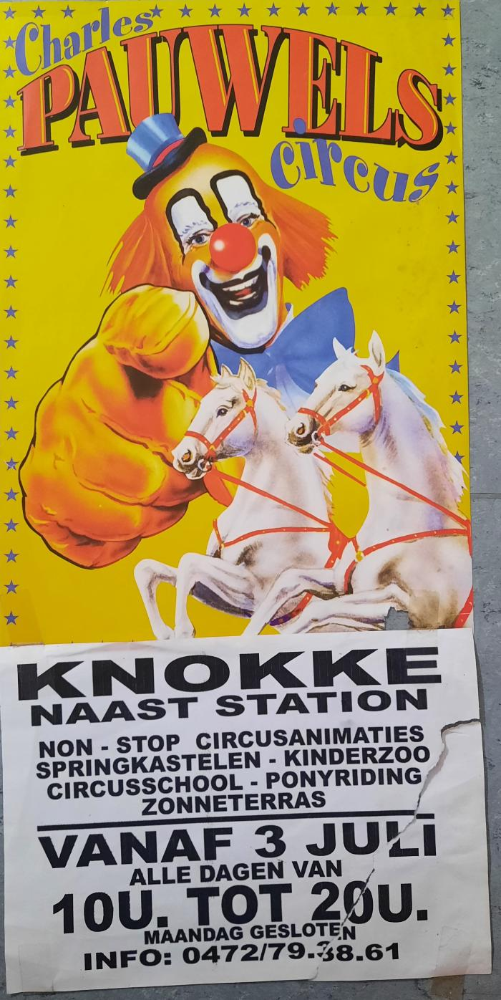 Charles
PAUWELS
circus
KNOKKE
NAAST STATION
NON - STOP CIRCUSANIMATIES
SPRINGKASTELEN - KINDERZOO
CIRCUSSCHOOL - PONYRIDING
ZONNETERRAS
VANAF 3 JULI
ALLE DAGEN VAN
10U. TOT 20U.
MAANDAG GESLOTEN
INFO: 0472/79.38.61